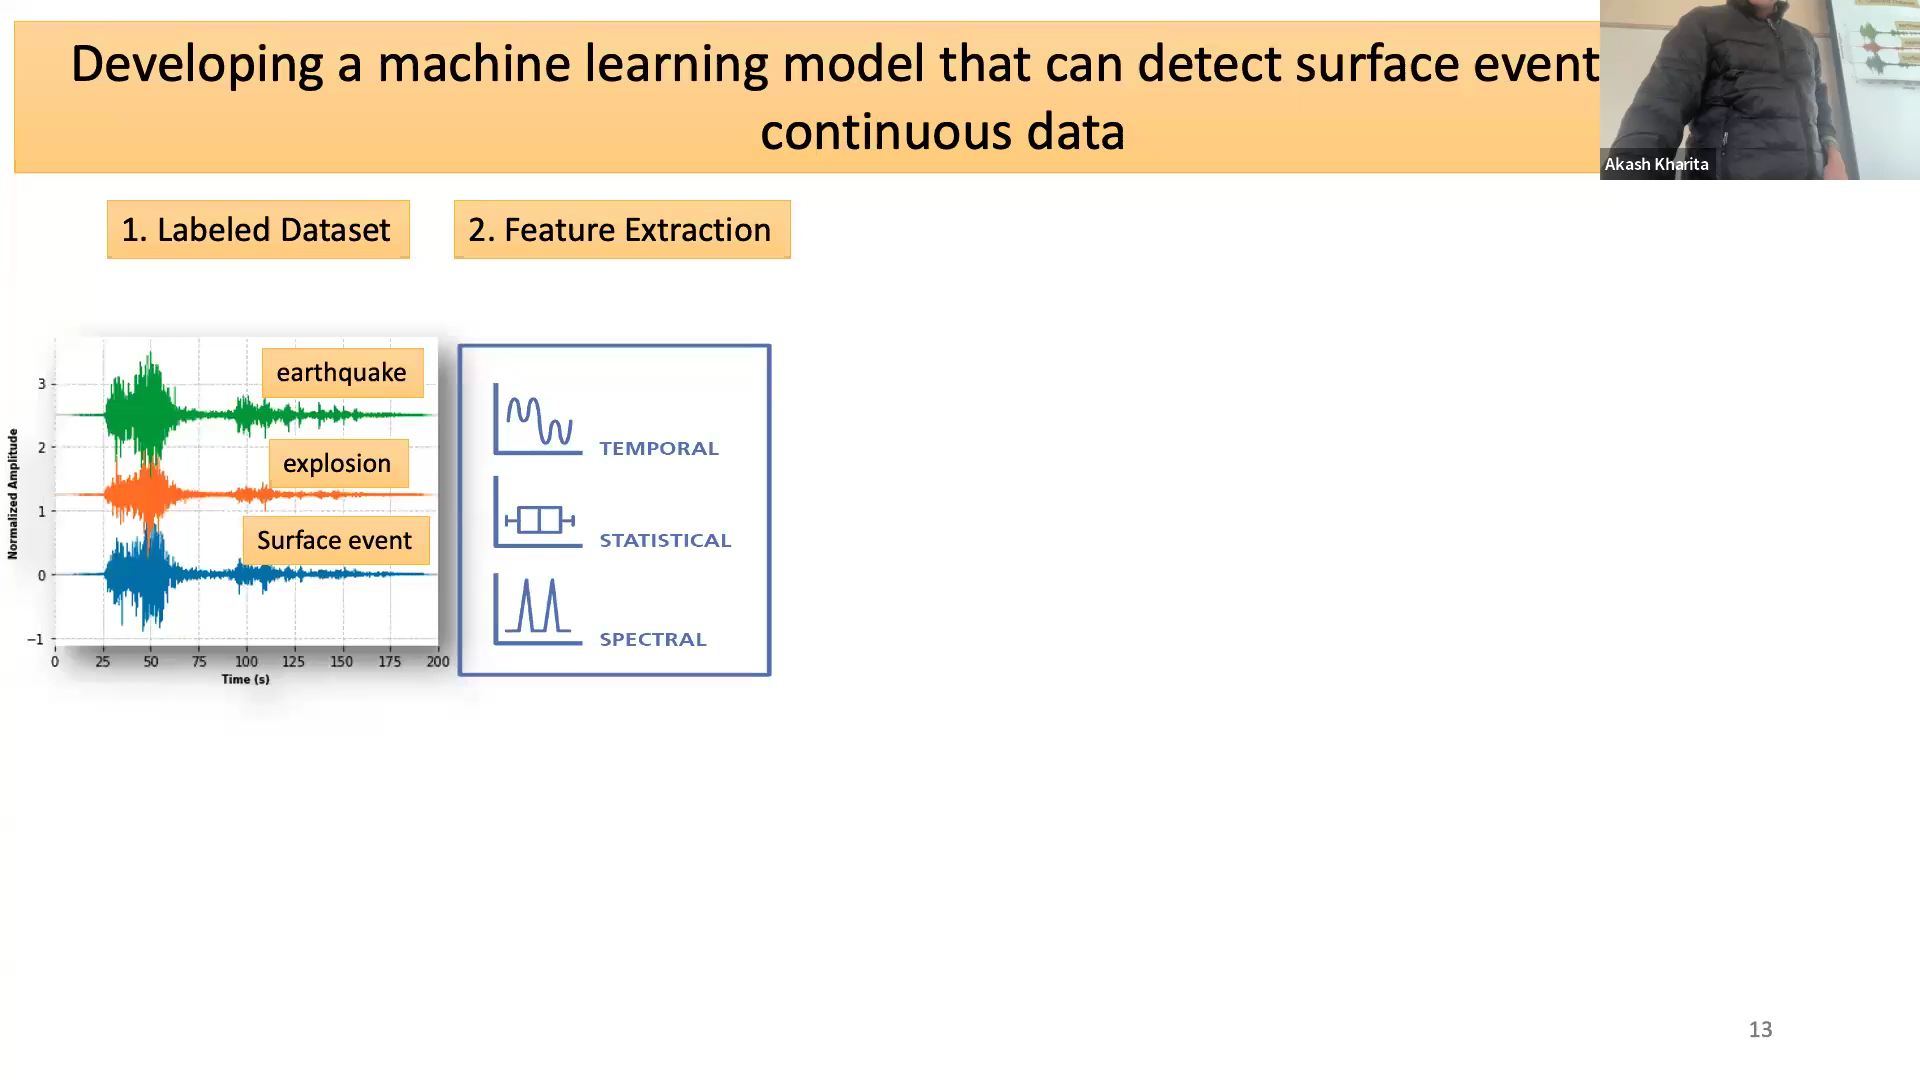 Developing a machine learning model that can detect surface event
continuous data
Akash Kharita
1. Labeled Dataset
2. Feature Extraction
earthquake
explosion
Surface event
Normalized Amplitude
3
2
1
0
−1
0 25 50 75 100 125 150 175 200
Time (s)
TEMPORAL
STATISTICAL
SPECTRAL
13